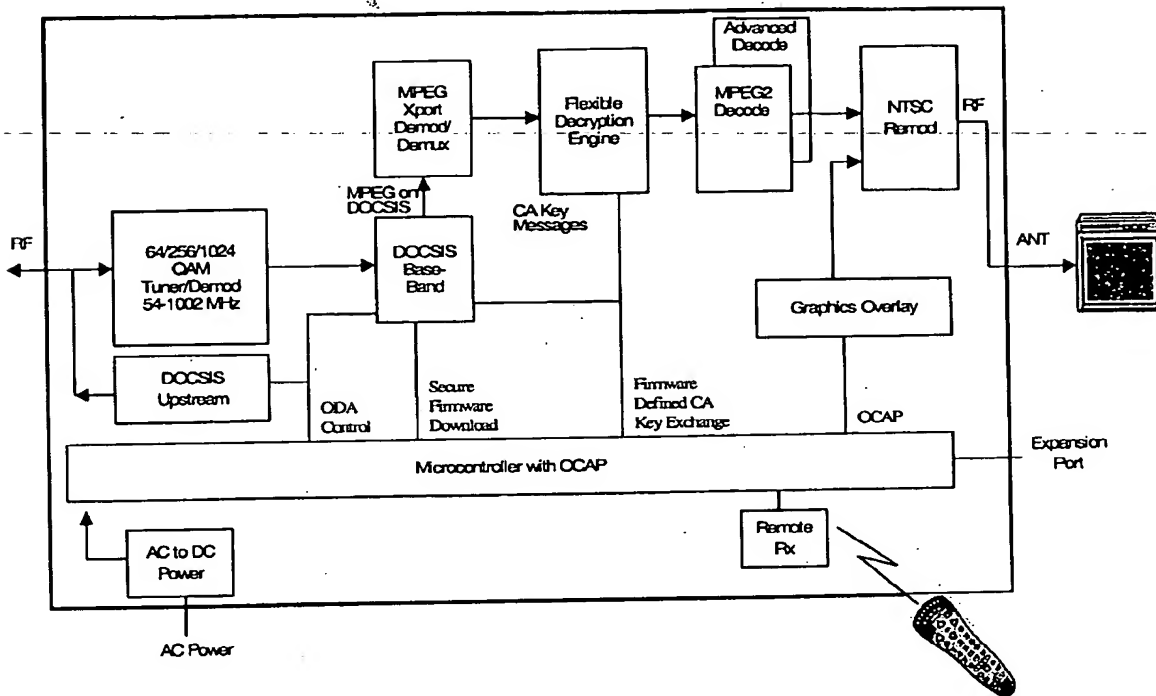 Advanced
Decode
MPEG
Xport
Demod/
Demux
Flexible
Decryption
Engine
MPEG2
Decode
NTSC
Remod
RF
MPEG on
DOCSIS
CA Key
Messages
RF
64/256/1024
QAM
Tuner/Demod
54-1002 MHz
DOCSIS
Base-
Band
ANT
Graphics Overlay
DOCSIS
Upstream
ODA
Control
Secure
Firmware
Download
Firmware
Defined CA
Key Exchange
OCAP
Microcontroller with OCAP
Expansion
Port
AC to DC
Power
Remote
Rx
AC Power